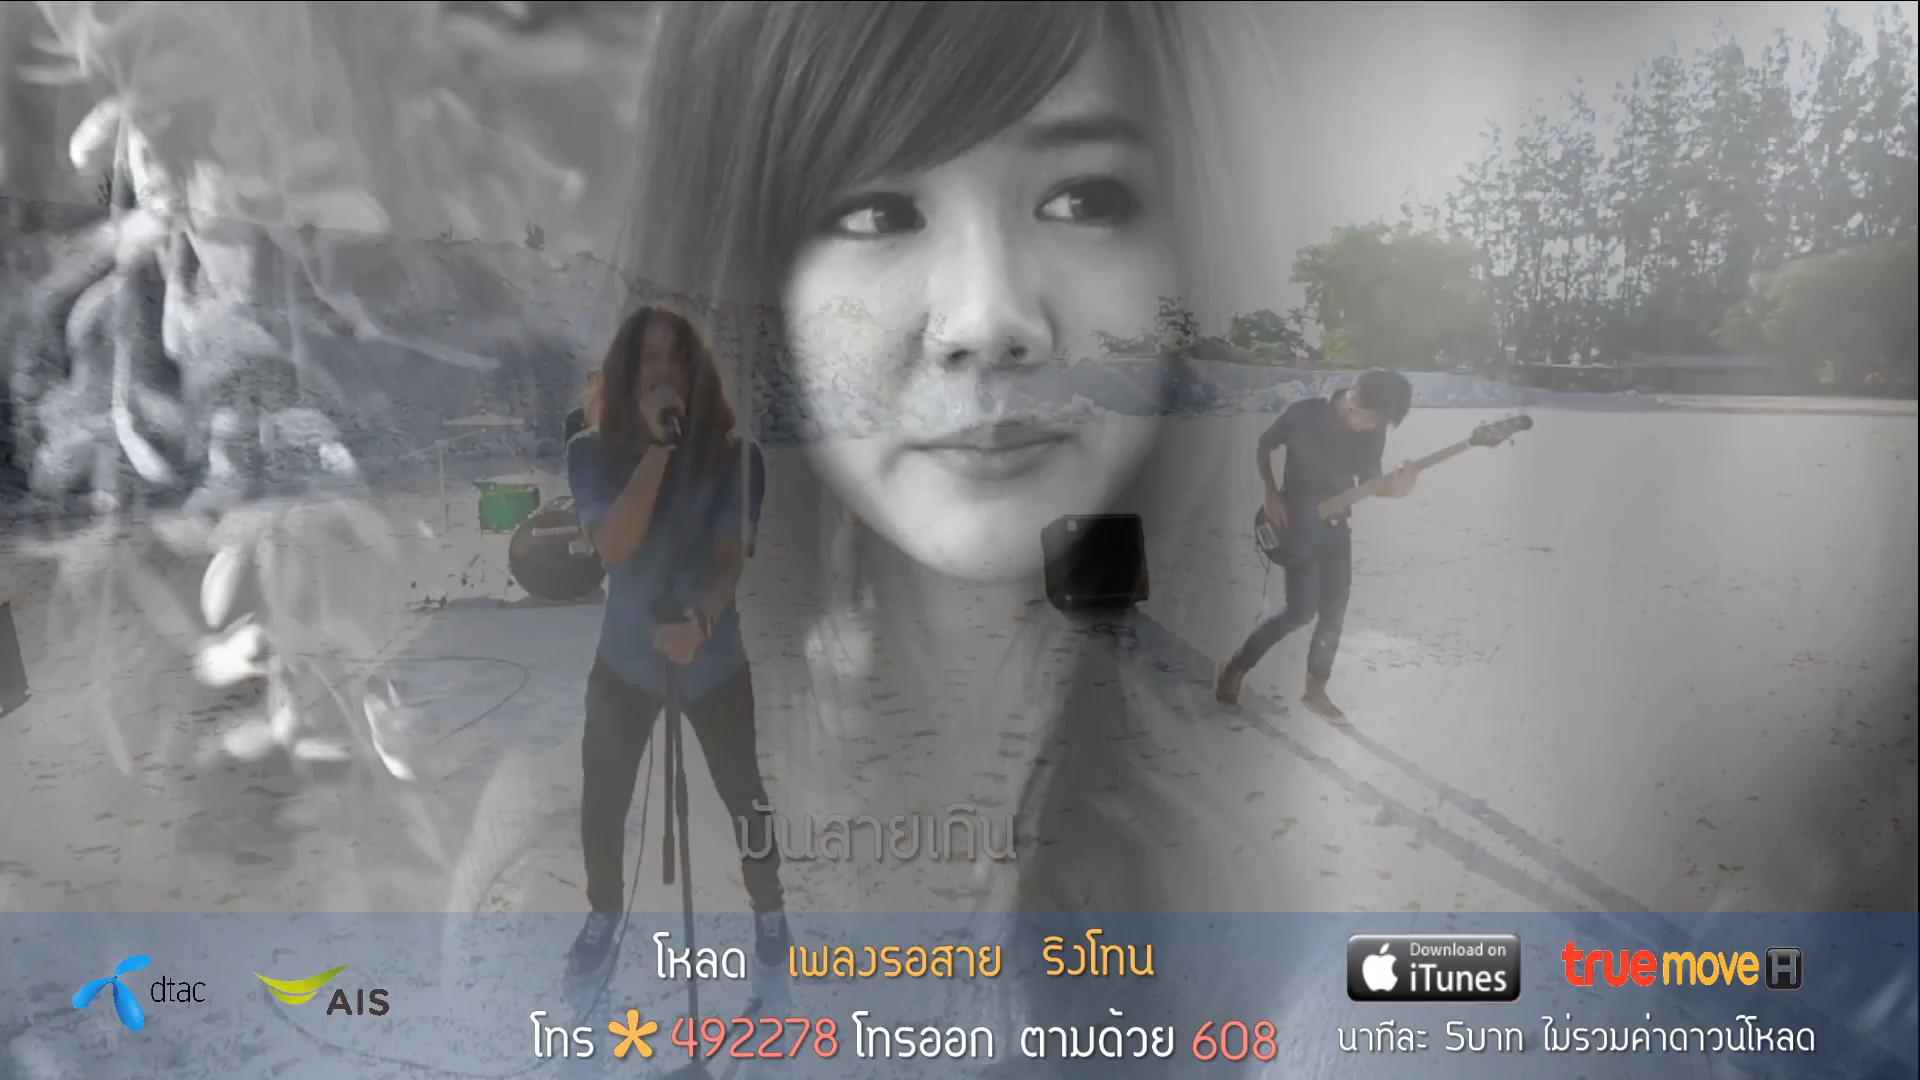 มันสายเกิน
dtac
AIS
โหลด เพลงรอสาย ริงโทน
โทร * 492278 โทรออก ตามด้วย 608
Download on
iTunes
truemove H
นาทีละ 5บาท ไม่รวมค่าดาวน์โหลด